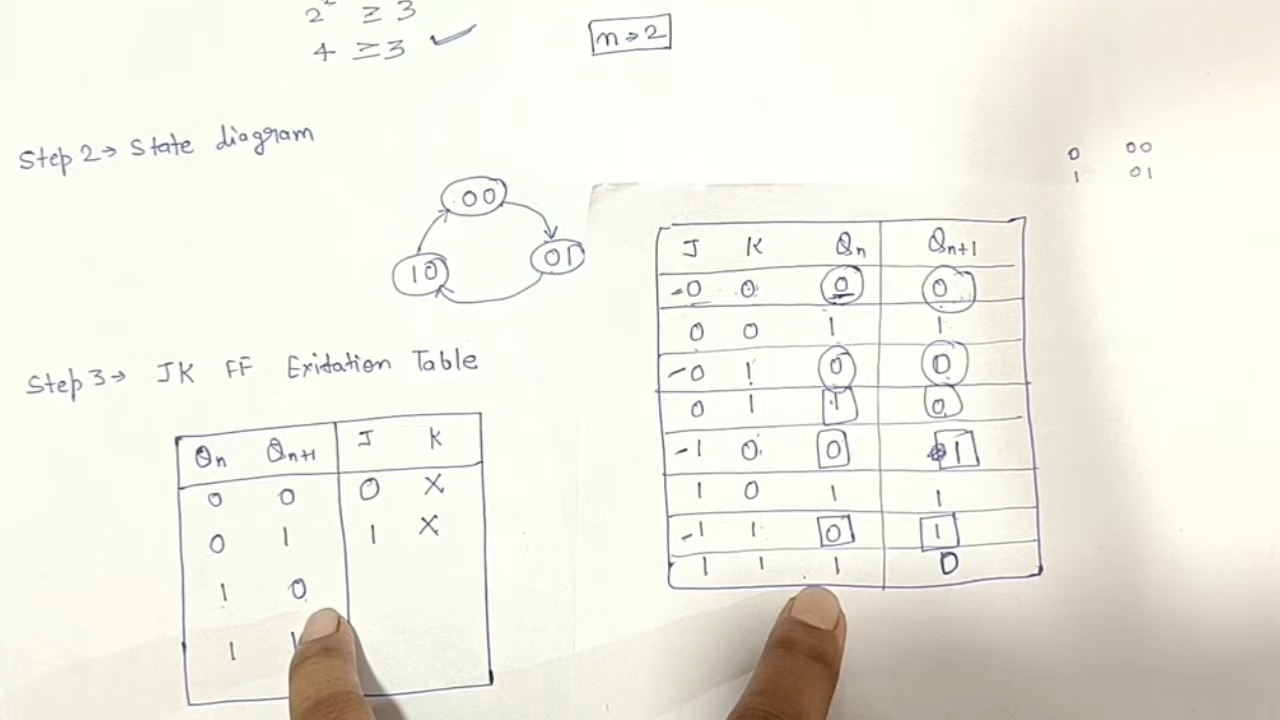 2² ≥ 3
4 ≥3 ✓
n → 2
Step 2→ State diagram
0 00
1 01
00
01
10
J K Qn Qn+1
-0 0 0 0
0 0 1 1
-0 1 0 0
0 1 1 0
-1 0 0 1
1 0 1 1
-1 1 0 1
1 1 1 0
Step 3→ JK FF Exitation Table
Qn Qn+1 J K
0 0 0 X
0 1 1 X
1 0
1 1